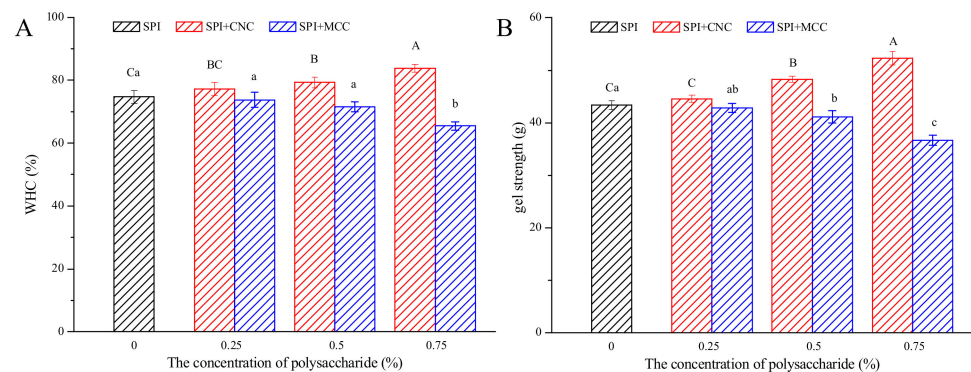 A
SPI SPI+CNC SPI+MCC
100
80
60
40
20
0
WHC (%)
Ca
BC
a
B
a
A
b
0 0.25 0.5 0.75
The concentration of polysaccharide (%)
B
SPI SPI+CNC SPI+MCC
60
40
20
0
gel strength (g)
Ca
C
ab
B
b
A
c
0 0.25 0.5 0.75
The concentration of polysaccharide (%)